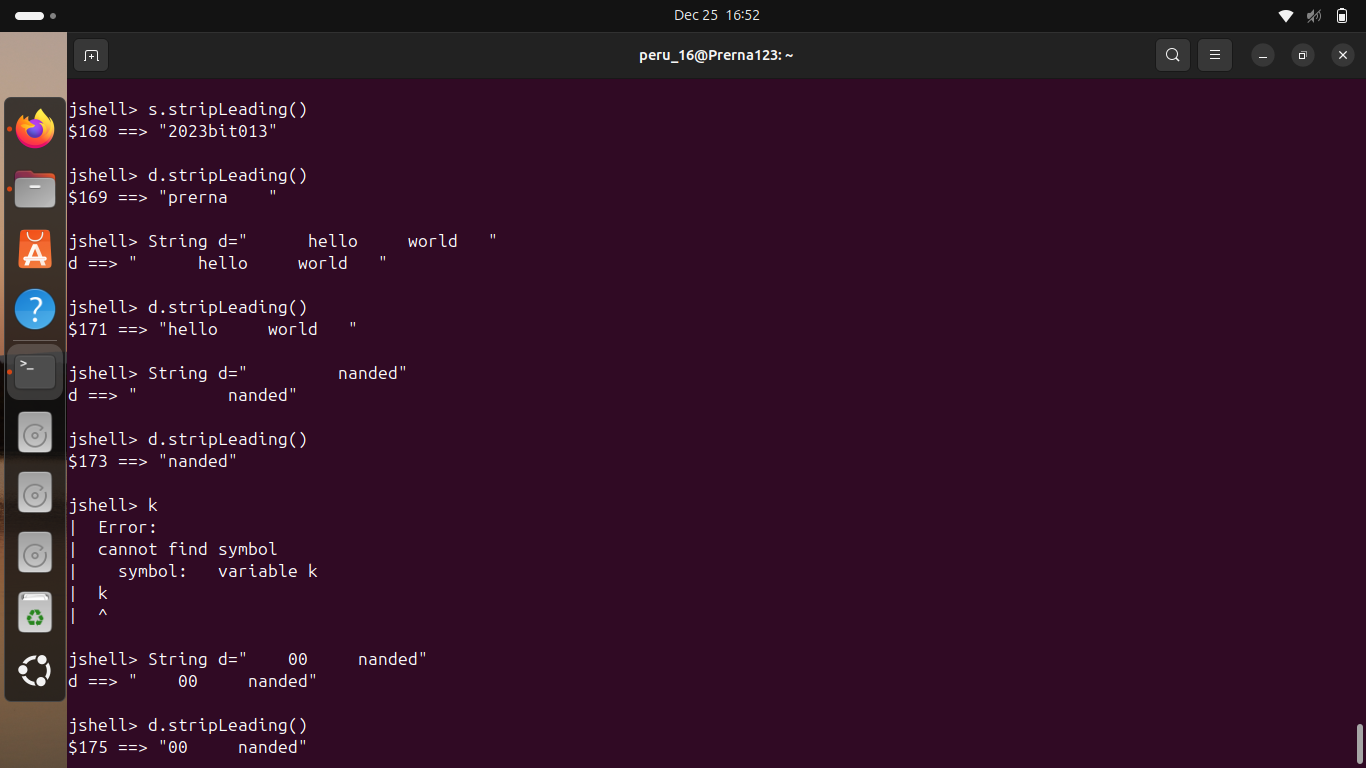 Dec 25  16:52
peru_16@Prerna123: ~
jshell> s.stripLeading()
$168 ==> "2023bit013"
jshell> d.stripLeading()
$169 ==> "prerna    "
jshell> String d="      hello     world   "
d ==> "      hello     world   "
jshell> d.stripLeading()
$171 ==> "hello     world   "
jshell> String d="         nanded"
d ==> "         nanded"
jshell> d.stripLeading()
$173 ==> "nanded"
jshell> k
|  Error:
|  cannot find symbol
|    symbol:   variable k
|  k
|  ^
jshell> String d="    00     nanded"
d ==> "    00     nanded"
jshell> d.stripLeading()
$175 ==> "00     nanded"